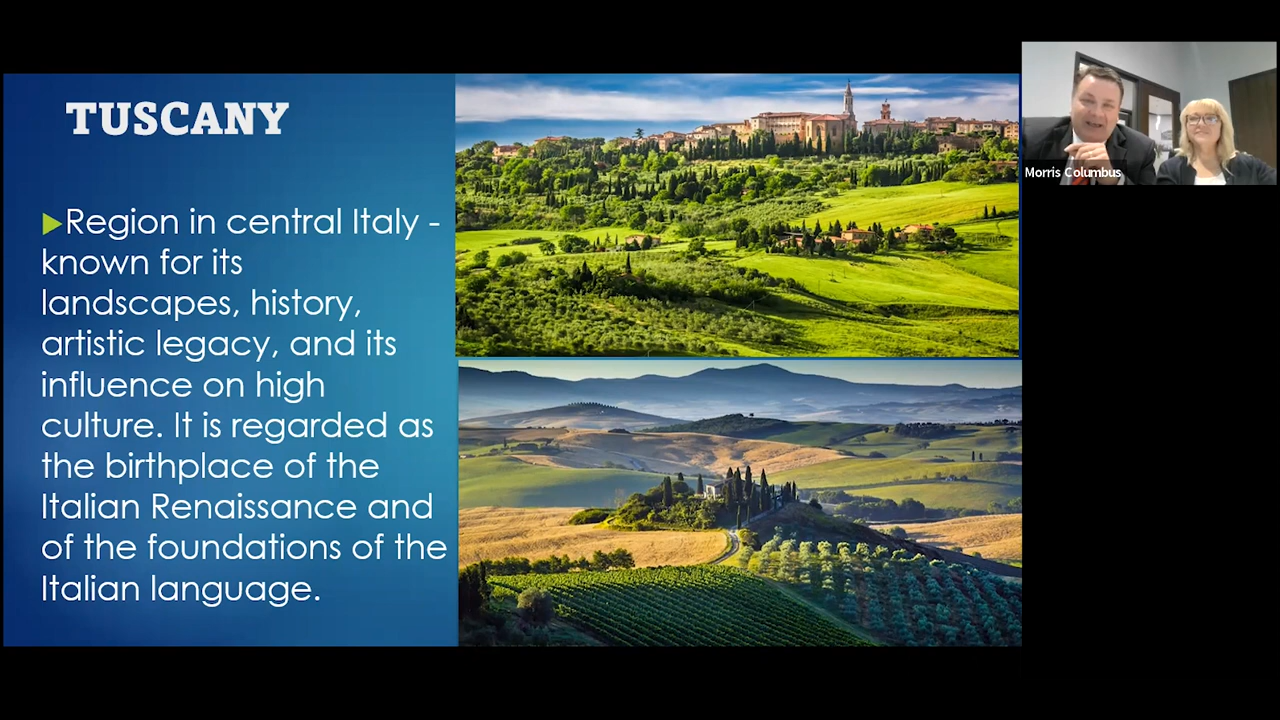 TUSCANY
Region in central Italy -
known for its
landscapes, history,
artistic legacy, and its
influence on high
culture. It is regarded as
the birthplace of the
Italian Renaissance and
of the foundations of the
Italian language.
Morris Columbus